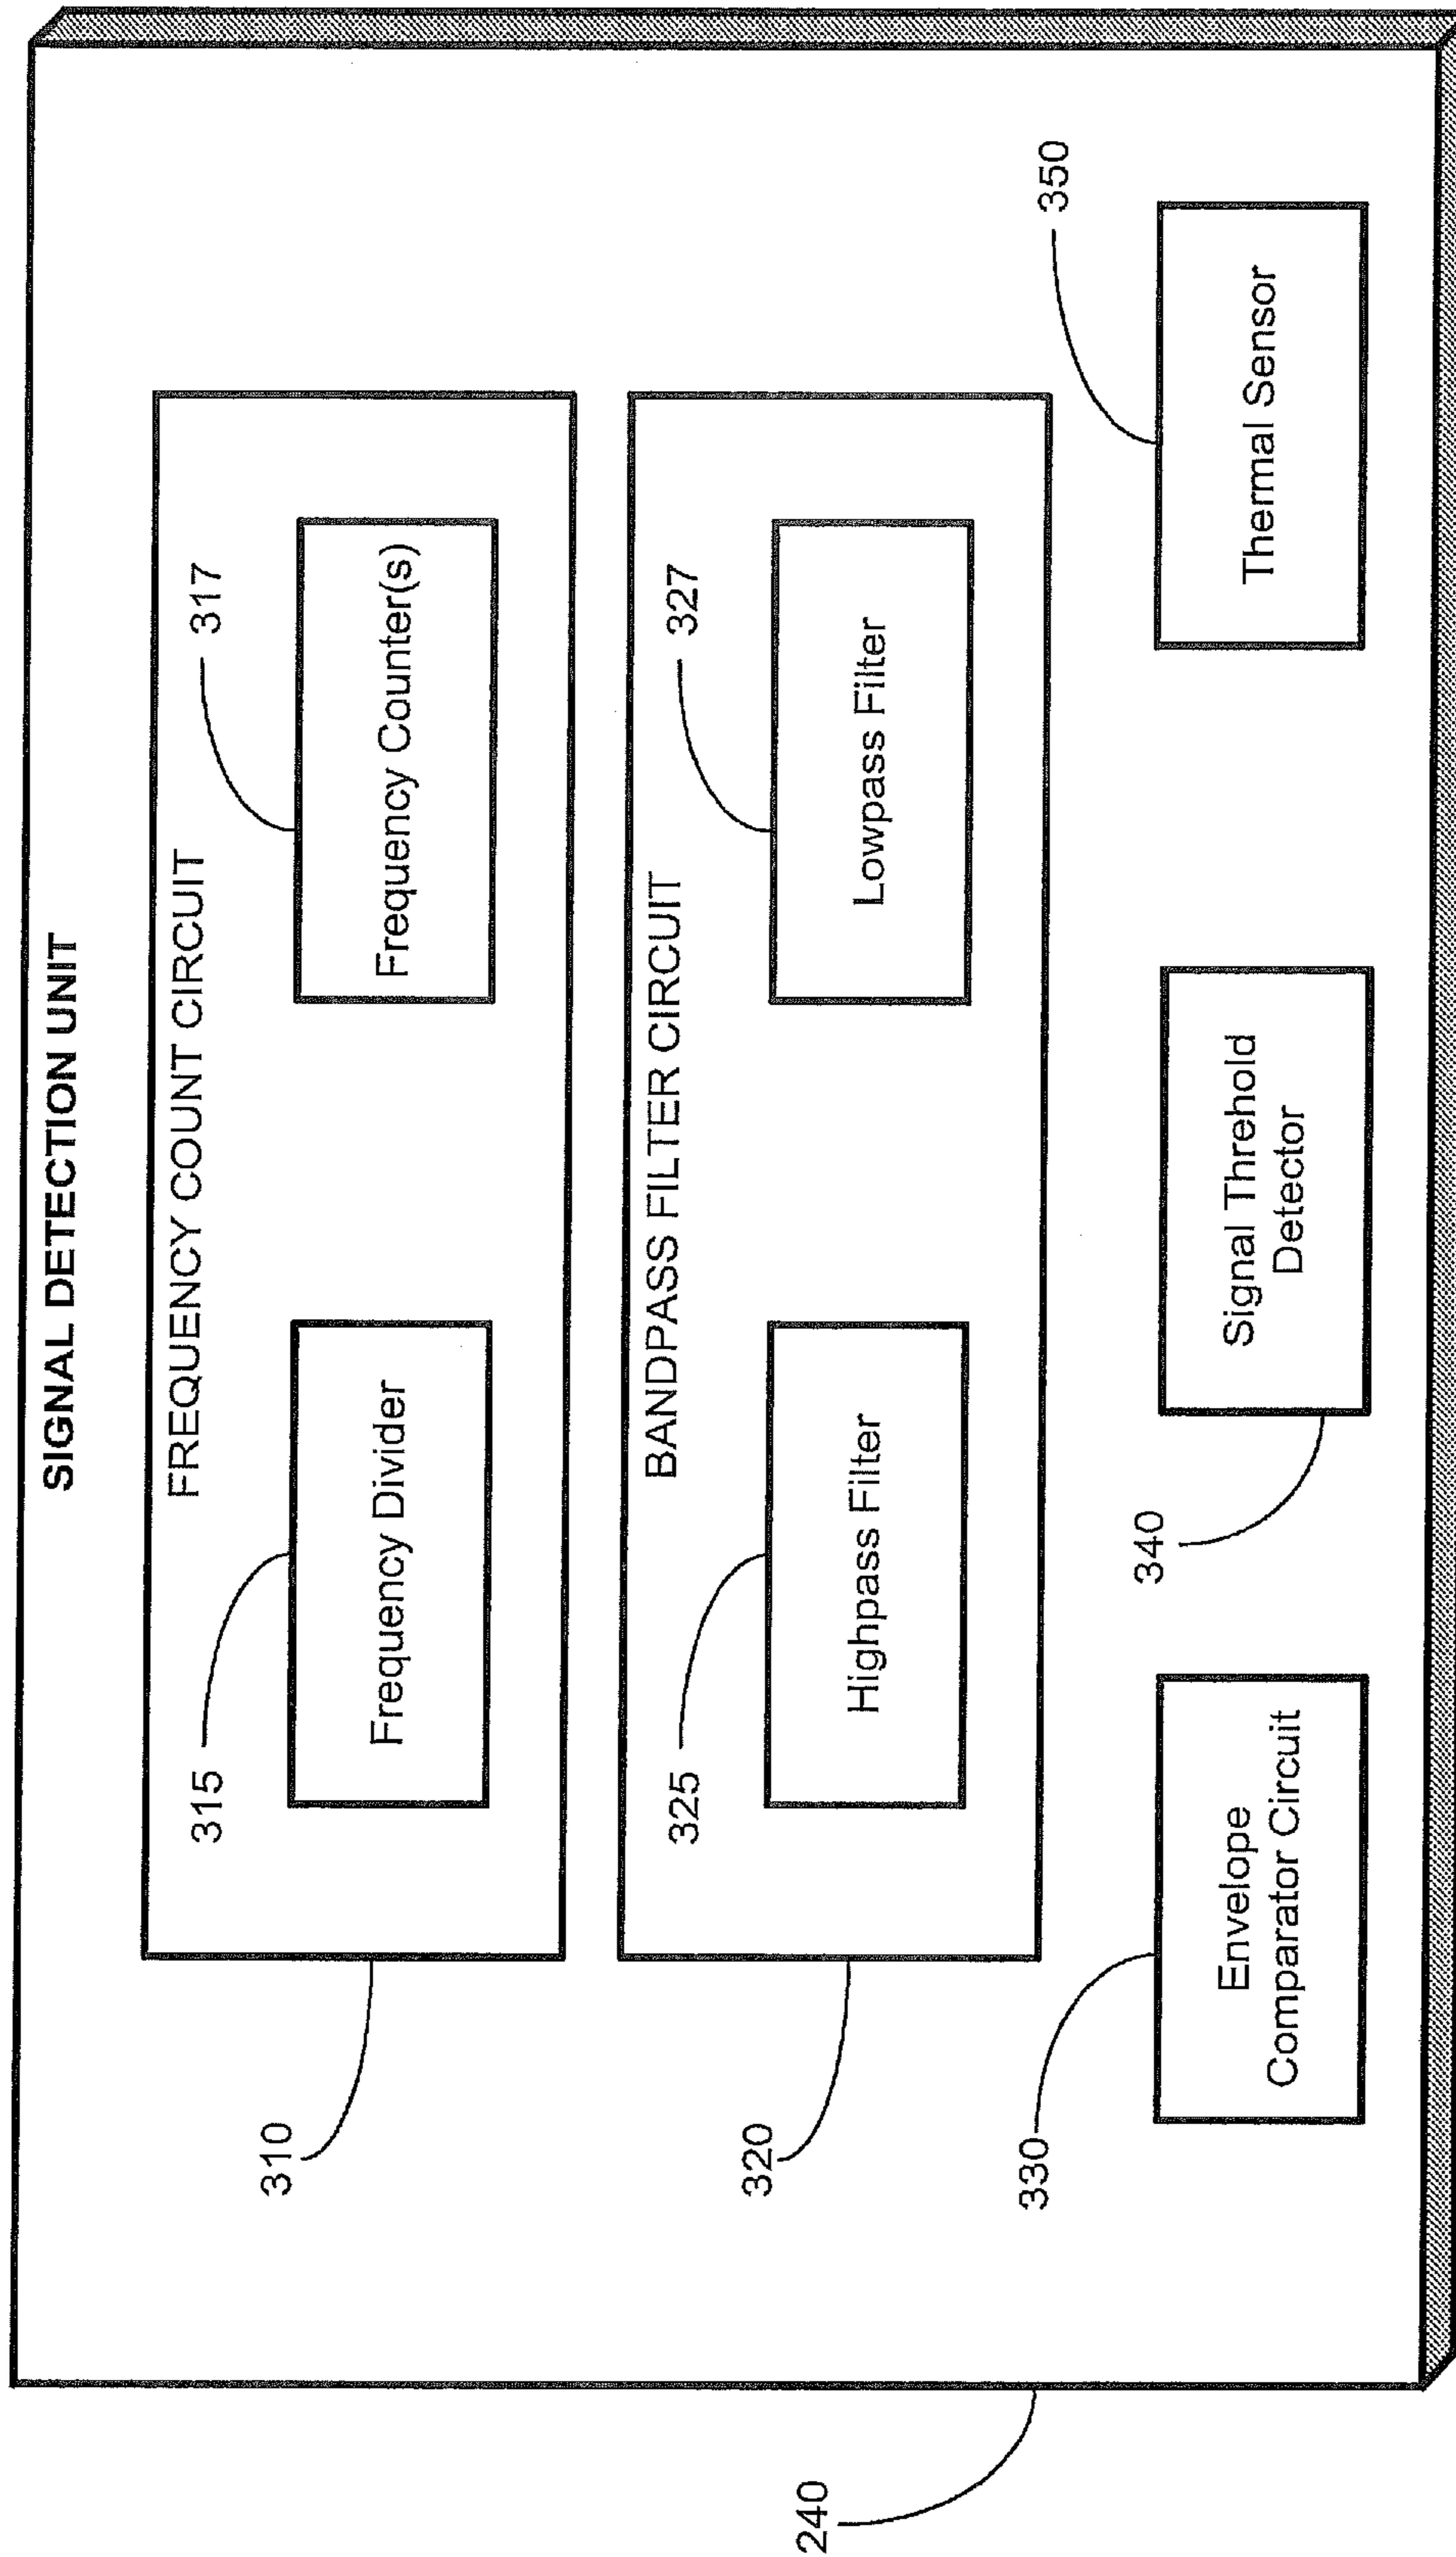 SIGNAL DETECTION UNIT
FREQUENCY COUNT CIRCUIT
315
317
Frequency Divider
Frequency Counter(s)
310
BANDPASS FILTER CIRCUIT
325
327
Highpass Filter
Lowpass Filter
320
330
Envelope
Comparator Circuit
340
Signal Threhold
Detector
350
Thermal Sensor
240